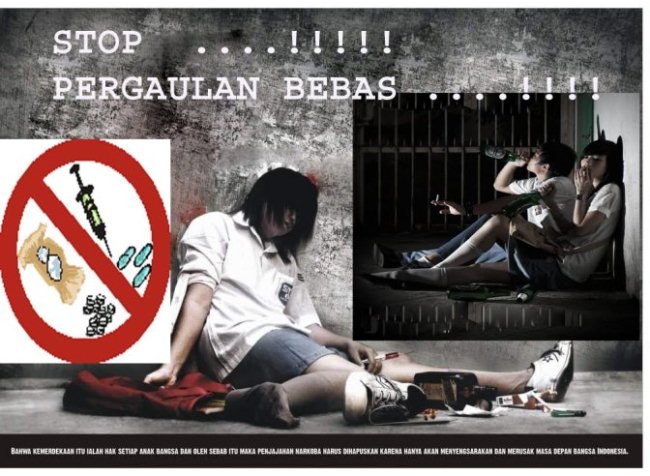 STOP ....!!!!!
PERGAULAN BEBAS ....!!!!
BAHWA KEMERDEKAAN ITU IALAH HAK SETIAP ANAK BANGSA DAN OLEH SEBAB ITU MAKA PENJAJAHAN NARKOBA HARUS DIHAPUSKAN KARENA HANYA AKAN MENYENGSARAKAN DAN MERUSAK MASA DEPAN BANGSA INDONESIA.